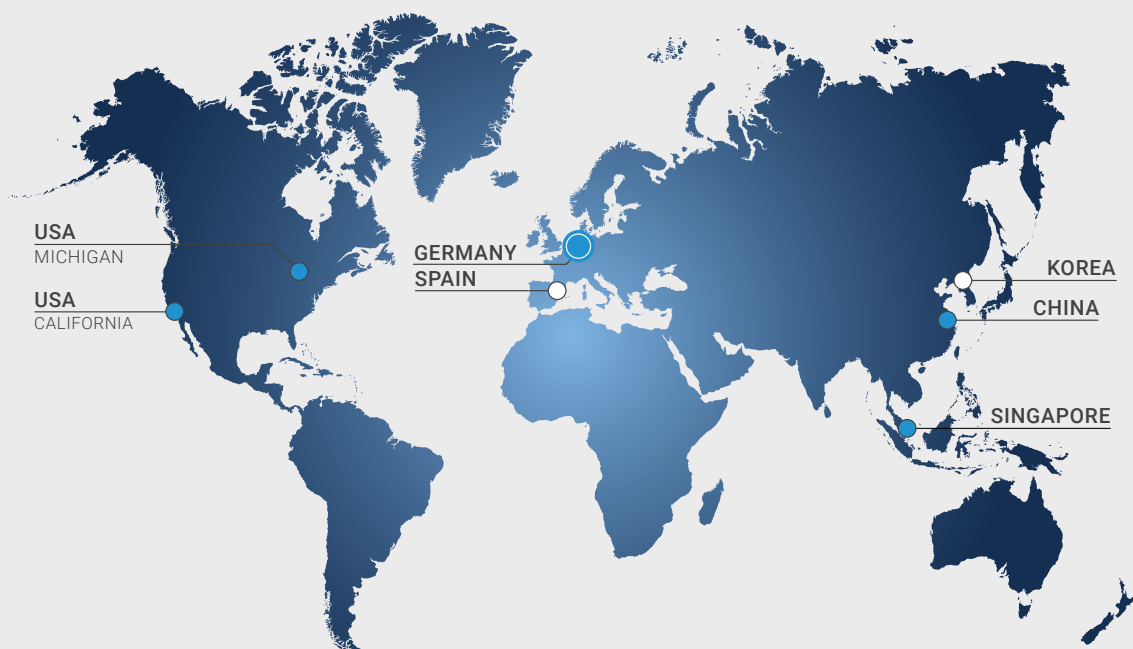 USA
MICHIGAN
USA
CALIFORNIA
GERMANY
SPAIN
KOREA
CHINA
SINGAPORE